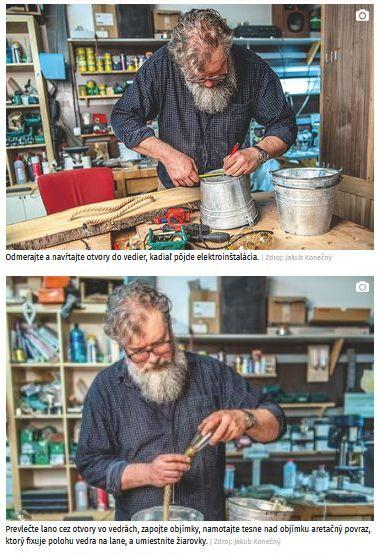 Odmerajte a navŕtajte otvory do vedier, kadiaľ pôjde elektroinštalácia. | Zdroj: Jakub Konečný
Prevlečte lano cez otvory vo vedrách, zapojte objímky, namotajte tesne nad objímku aretačný povraz,
ktorý fixuje polohu vedra na lane, a umiestnite žiarovky. | Zdroj: Jakub Konečný